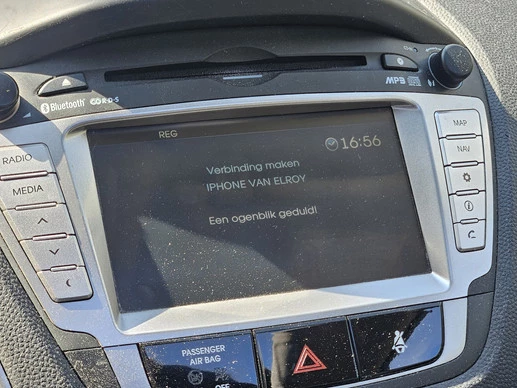 Bluetooth R·D·S MP3
RADIO
MEDIA
REG
16:56
Verbinding maken
IPHONE VAN ELROY
Een ogenblik geduld!
MAP
NAV
PASSENGER
AIR BAG
OFF